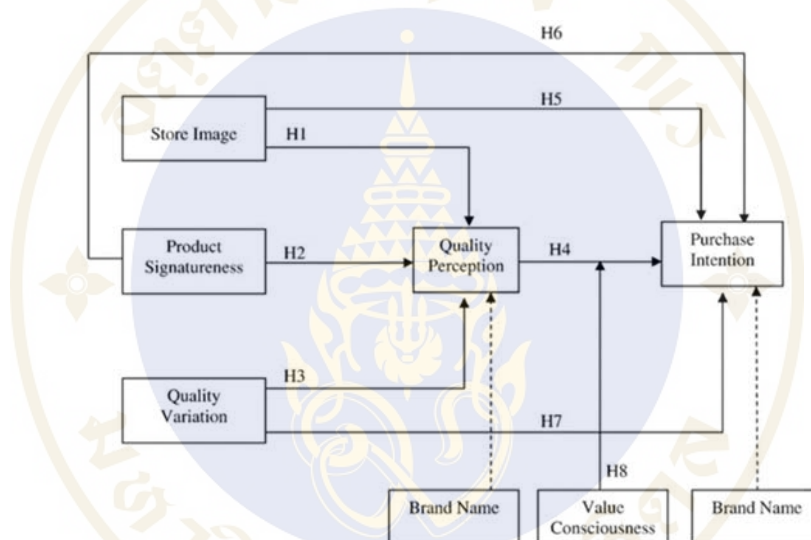 H6
H5
Store Image
H1
Product
Signatureness
H2
Quality
Perception
H4
Purchase
Intention
H3
Quality
Variation
H7
H8
Brand Name
Value
Consciousness
Brand Name